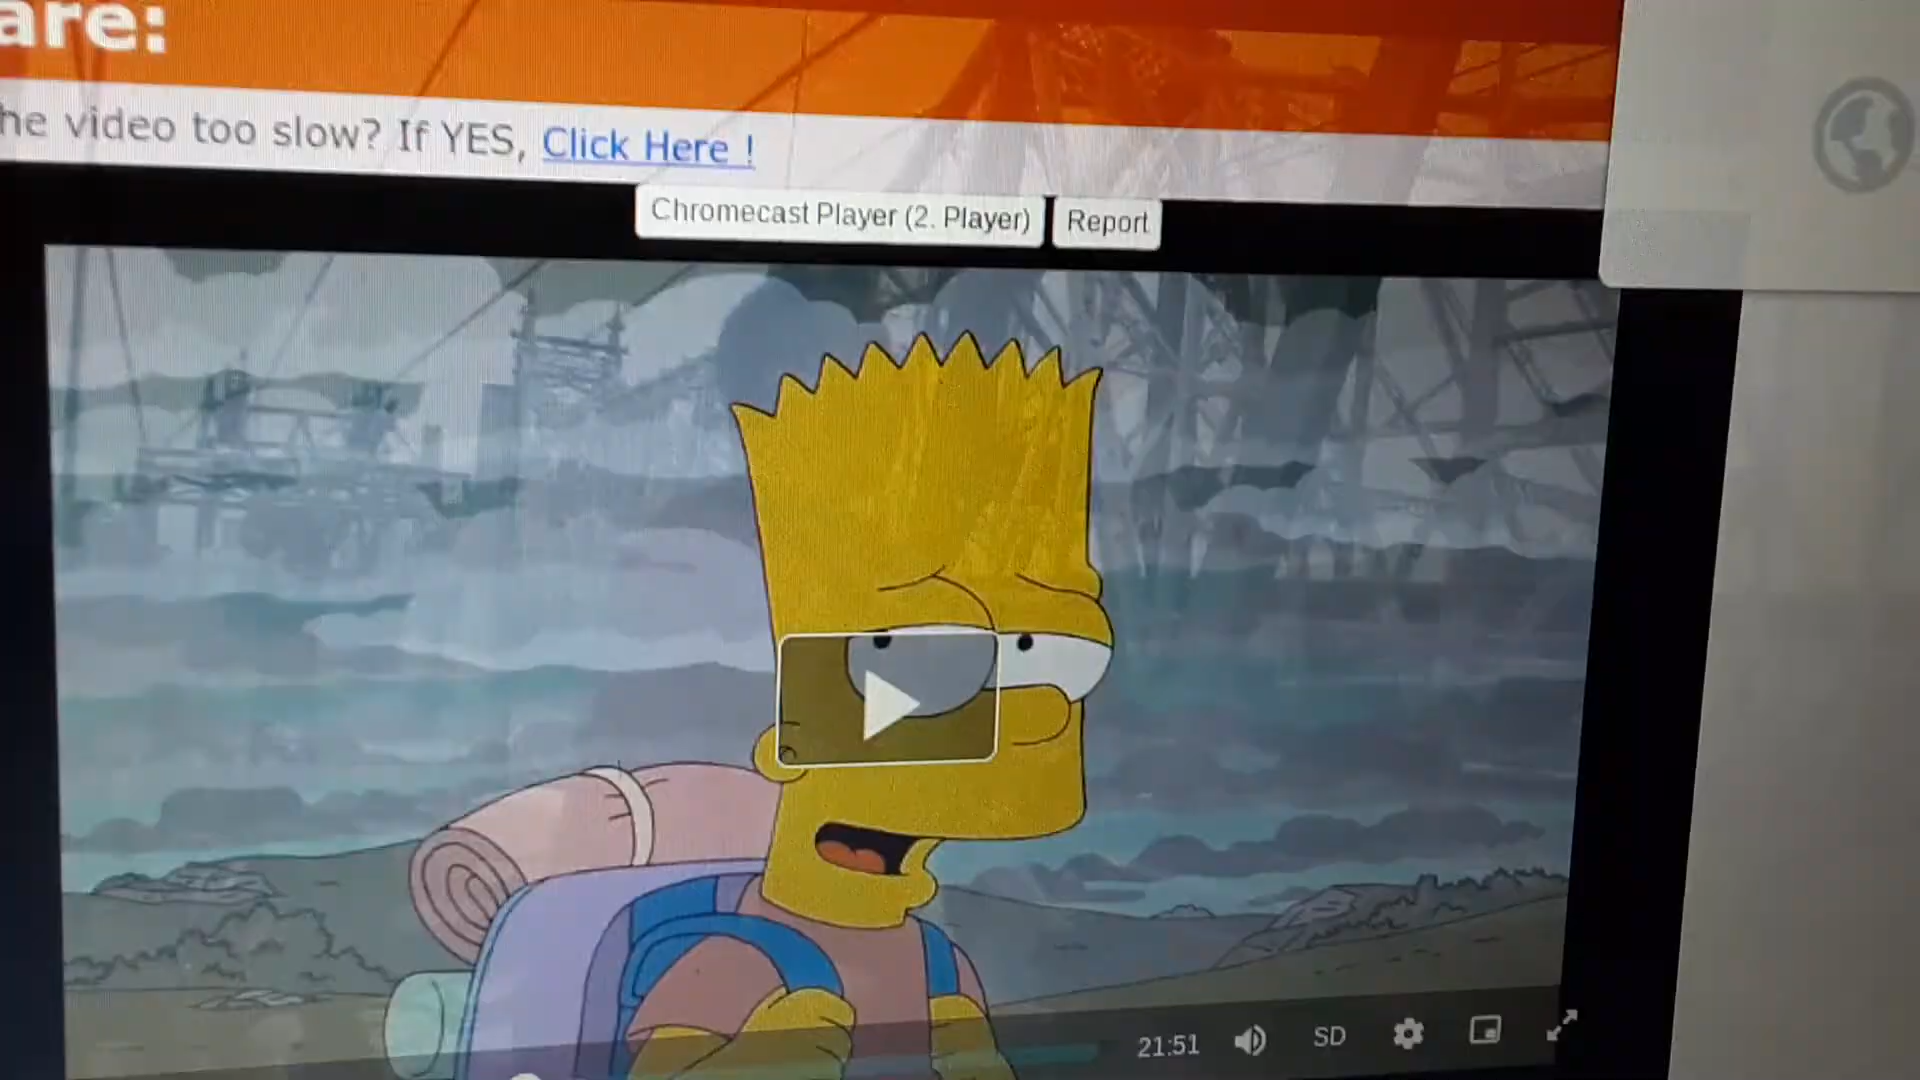 are:
he video too slow? If YES, Click Here !
Chromecast Player (2. Player) Report
21:51 SD